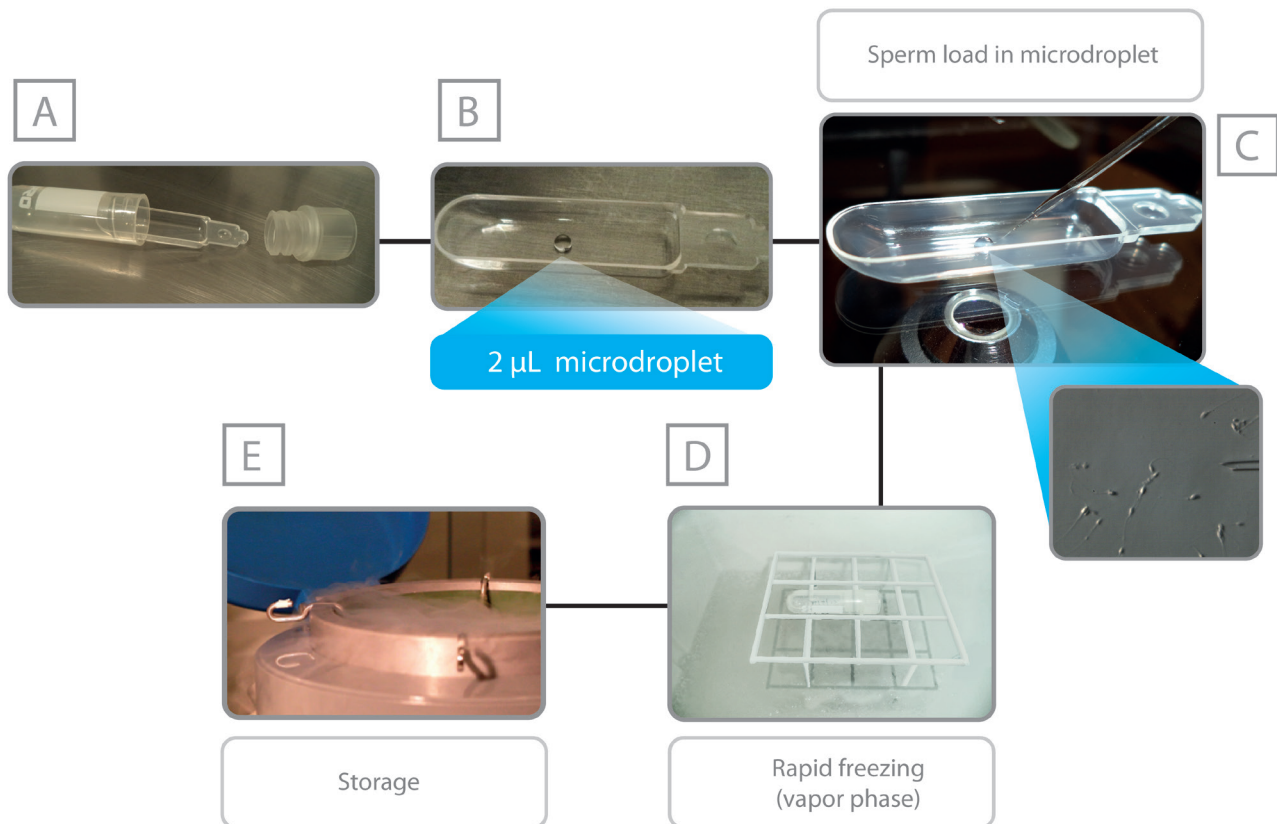 Sperm load in microdroplet
A
B
C
2 µL microdroplet
E
D
Storage
Rapid freezing
(vapor phase)